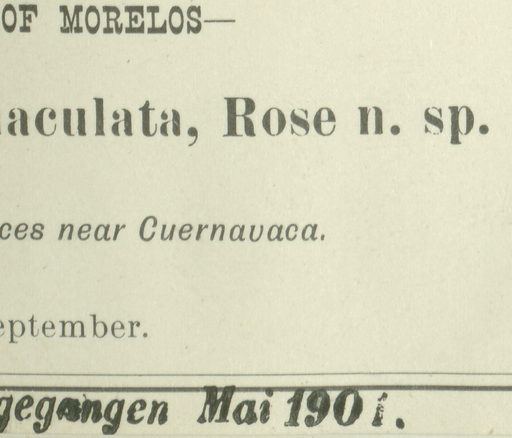 OF MORELOS—
aculata, Rose n. sp.
ces near Cuernavaca.
eptember.
gegangen Mai 1901.